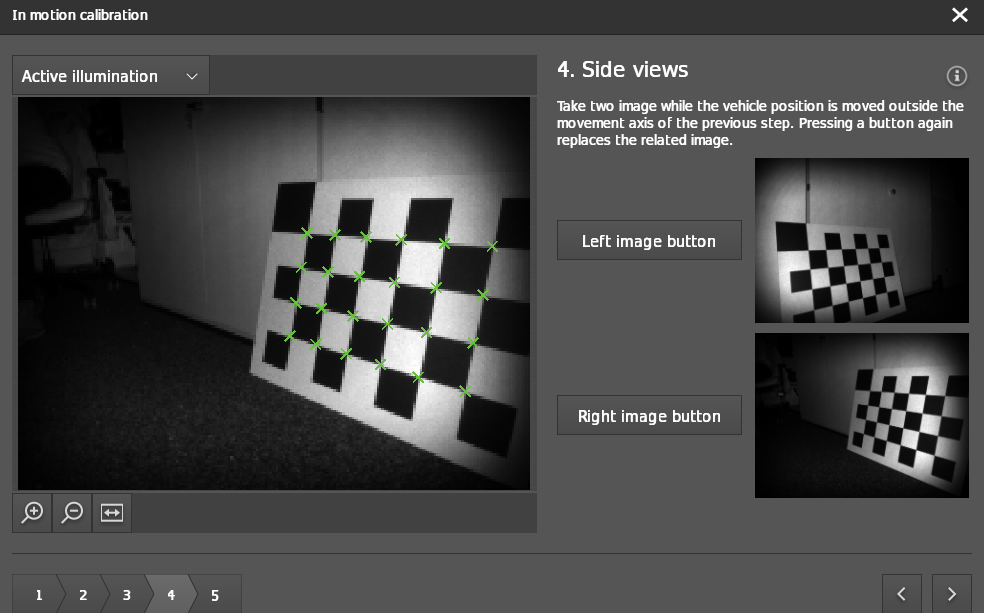 In motion calibration
Active illumination
4. Side views
Take two image while the vehicle position is moved outside the
movement axis of the previous step. Pressing a button again
replaces the related image.
Left image button
Right image button
1 2 3 4 5